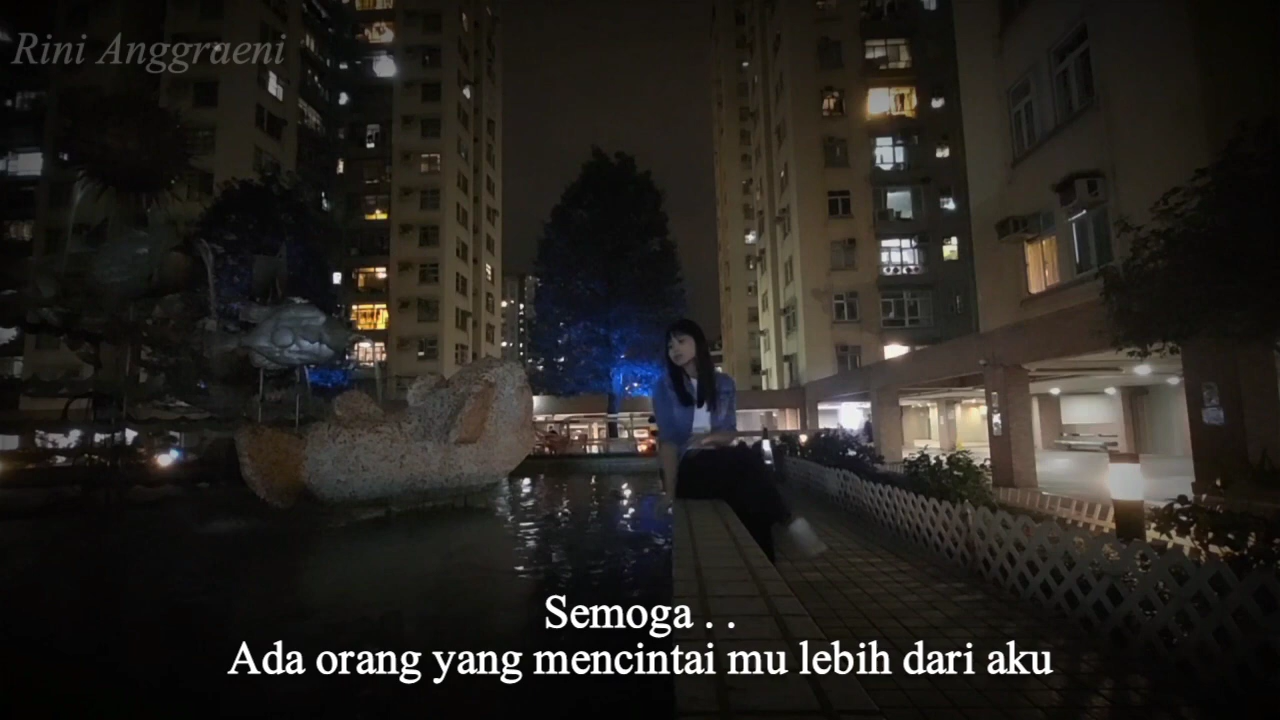 Rini Anggraeni
Semoga . .
Ada orang yang mencintai mu lebih dari aku